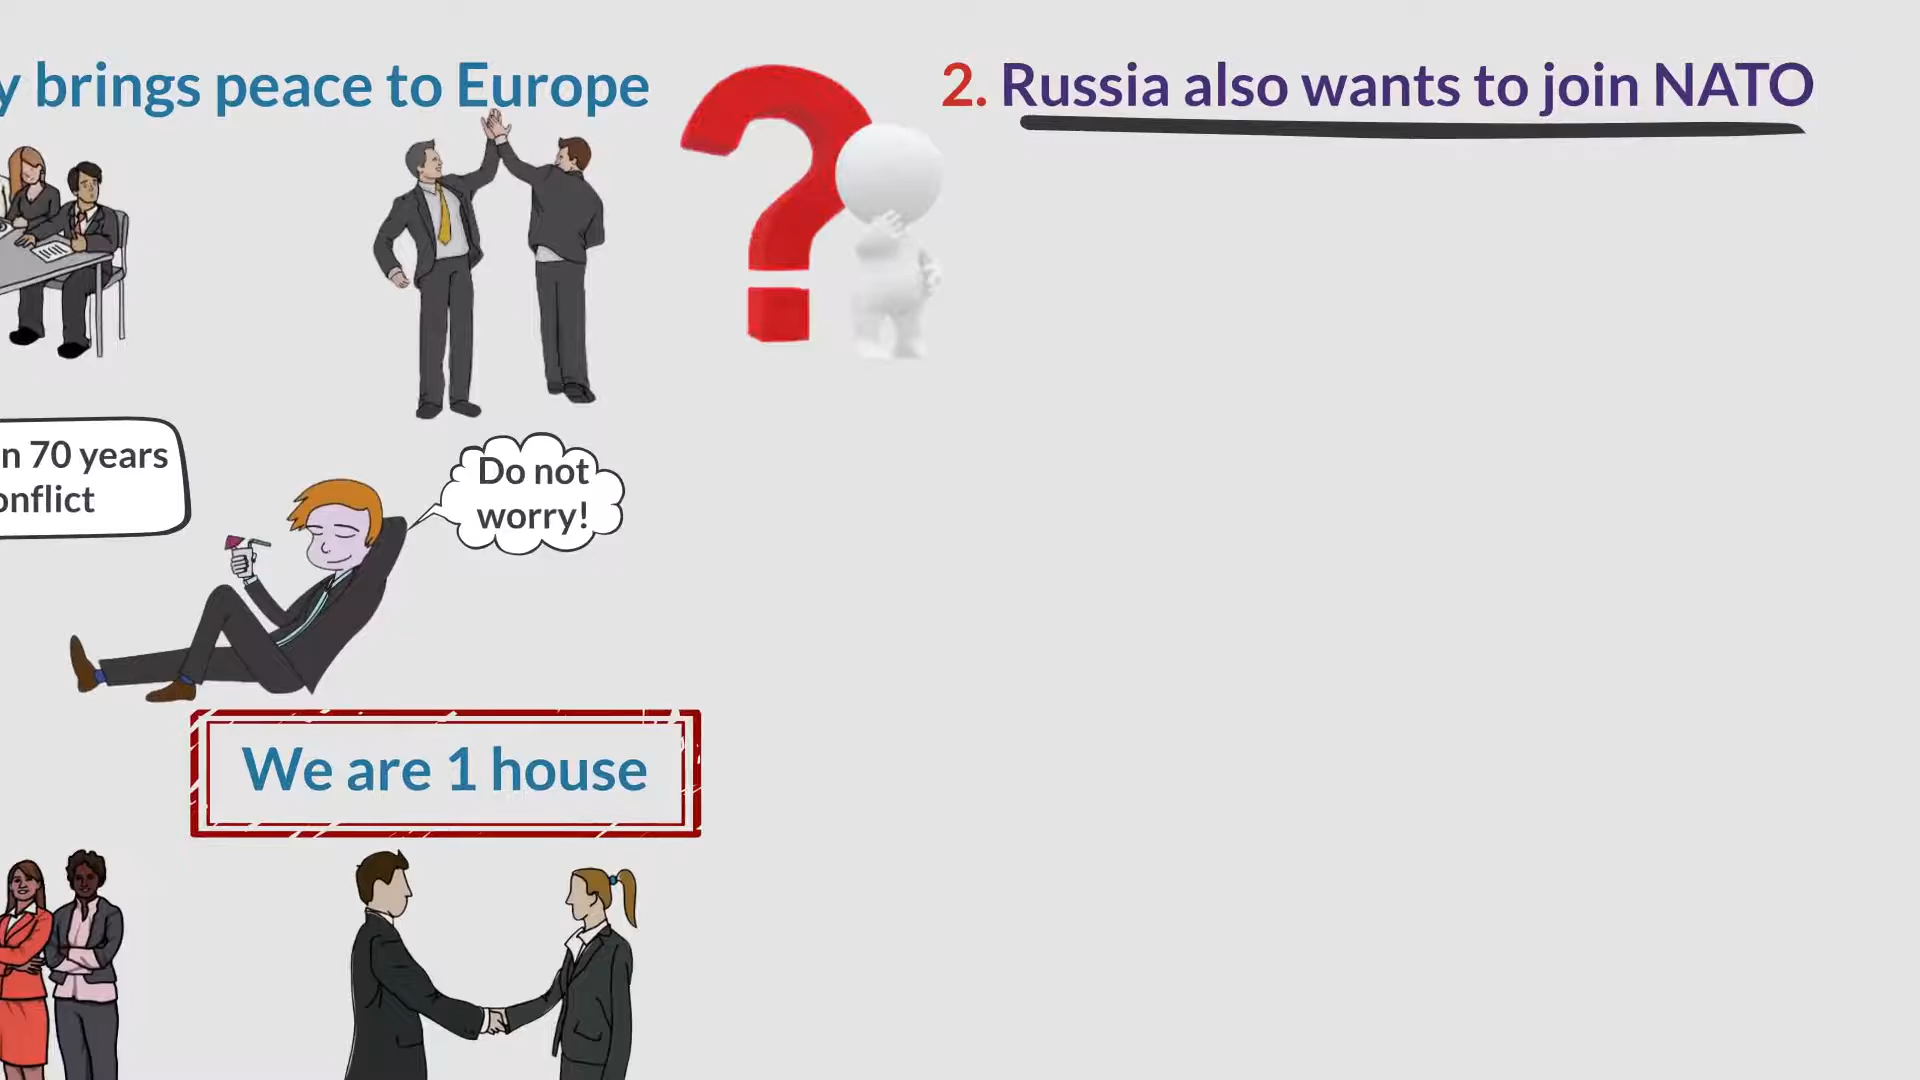 y brings peace to Europe
2. Russia also wants to join NATO
n 70 years
onflict
Do not
worry!
We are 1 house